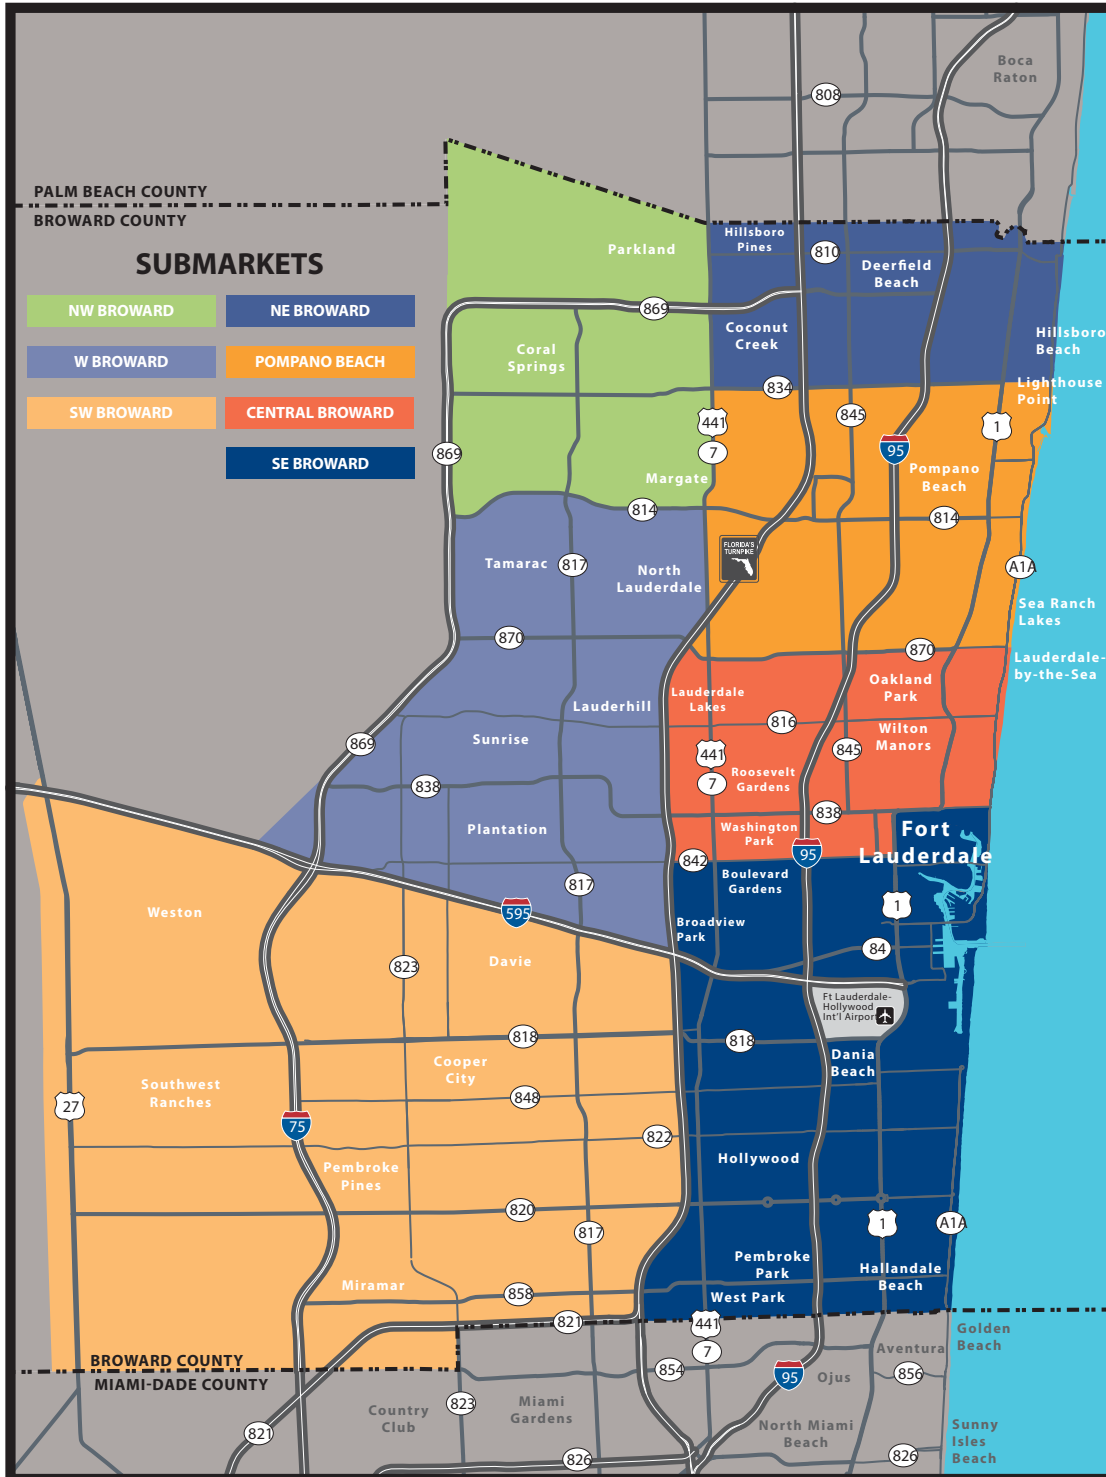 Boca
Raton
808
PALM BEACH COUNTY
BROWARD COUNTY
SUBMARKETS
NW BROWARD
NE BROWARD
W BROWARD
POMPANO BEACH
SW BROWARD
CENTRAL BROWARD
SE BROWARD
Parkland
Hillsboro
Pines
810
Deerfield
Beach
869
Coconut
Creek
Hillsboro
Beach
Coral
Springs
834
Lighthouse
Point
441
7
845
1
95
869
Margate
Pompano
Beach
814
814
FLORIDA'S
TURNPIKE
Tamarac
817
North
Lauderdale
A1A
Sea Ranch
Lakes
870
870
Lauderdale-
by-the-Sea
Oakland
Park
Lauderdale
Lakes
Lauderhill
816
Wilton
Manors
869
Sunrise
441
7
845
Roosevelt
Gardens
838
838
Plantation
Washington
Park
Fort
Lauderdale
842
95
Boulevard
Gardens
817
1
Weston
595
Broadview
Park
84
823
Davie
Ft Lauderdale-
Hollywood
Int'l Airport
818
818
Dania
Beach
Cooper
City
Southwest
Ranches
848
27
75
822
Hollywood
Pembroke
Pines
820
817
1
A1A
Pembroke
Park
Hallandale
Beach
Miramar
858
West Park
821
441
7
Golden
Beach
BROWARD COUNTY
MIAMI-DADE COUNTY
Aventura
854
95
Ojus
856
823
Country
Club
Miami
Gardens
821
North Miami
Beach
Sunny
Isles
Beach
826
826